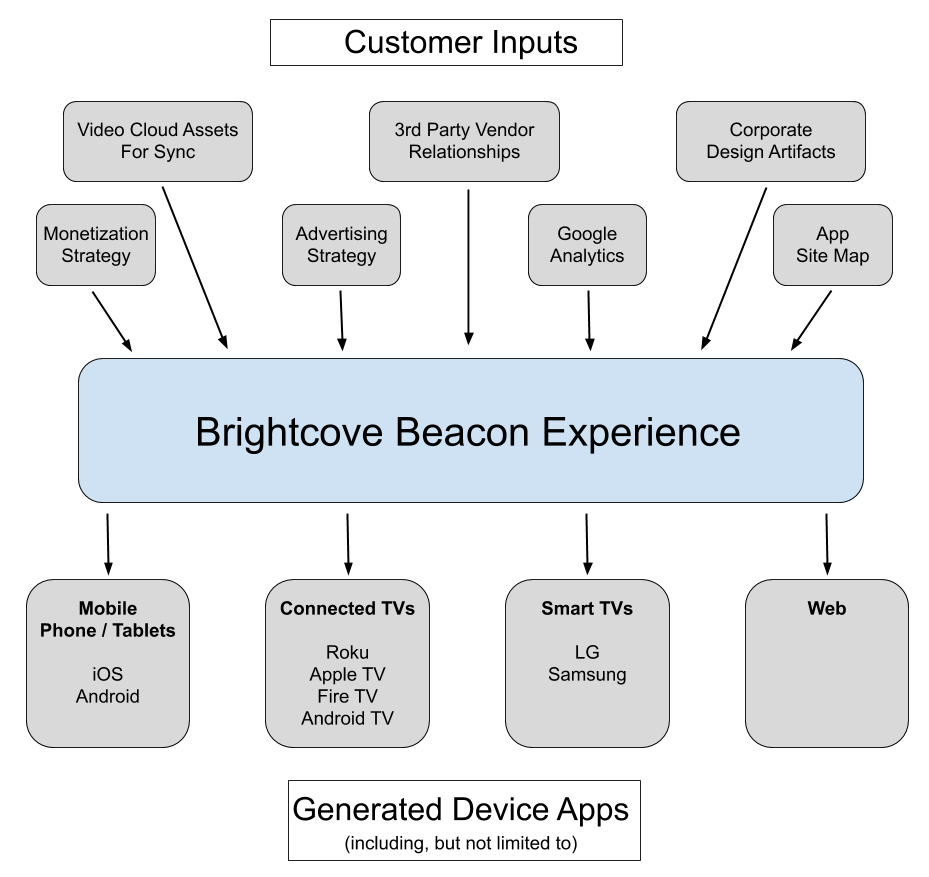 Customer Inputs
Video Cloud Assets
For Sync
3rd Party Vendor
Relationships
Corporate
Design Artifacts
Monetization
Strategy
Advertising
Strategy
Google
Analytics
App
Site Map
Brightcove Beacon Experience
Mobile
Phone / Tablets
iOS
Android
Connected TVs
Roku
Apple TV
Fire TV
Android TV
Smart TVs
LG
Samsung
Web
Generated Device Apps
(including, but not limited to)